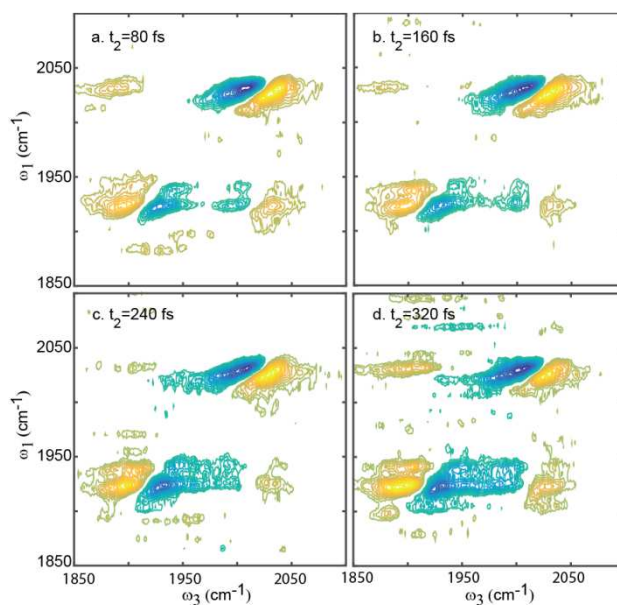 a. t2=80 fs
b. t2=160 fs
2050
1950
1850
ω1 (cm-1)
c. t2=240 fs
d. t2=320 fs
2050
1950
1850
ω1 (cm-1)
1850 1950 2050 1850 1950 2050
ω3 (cm-1) ω3 (cm-1)